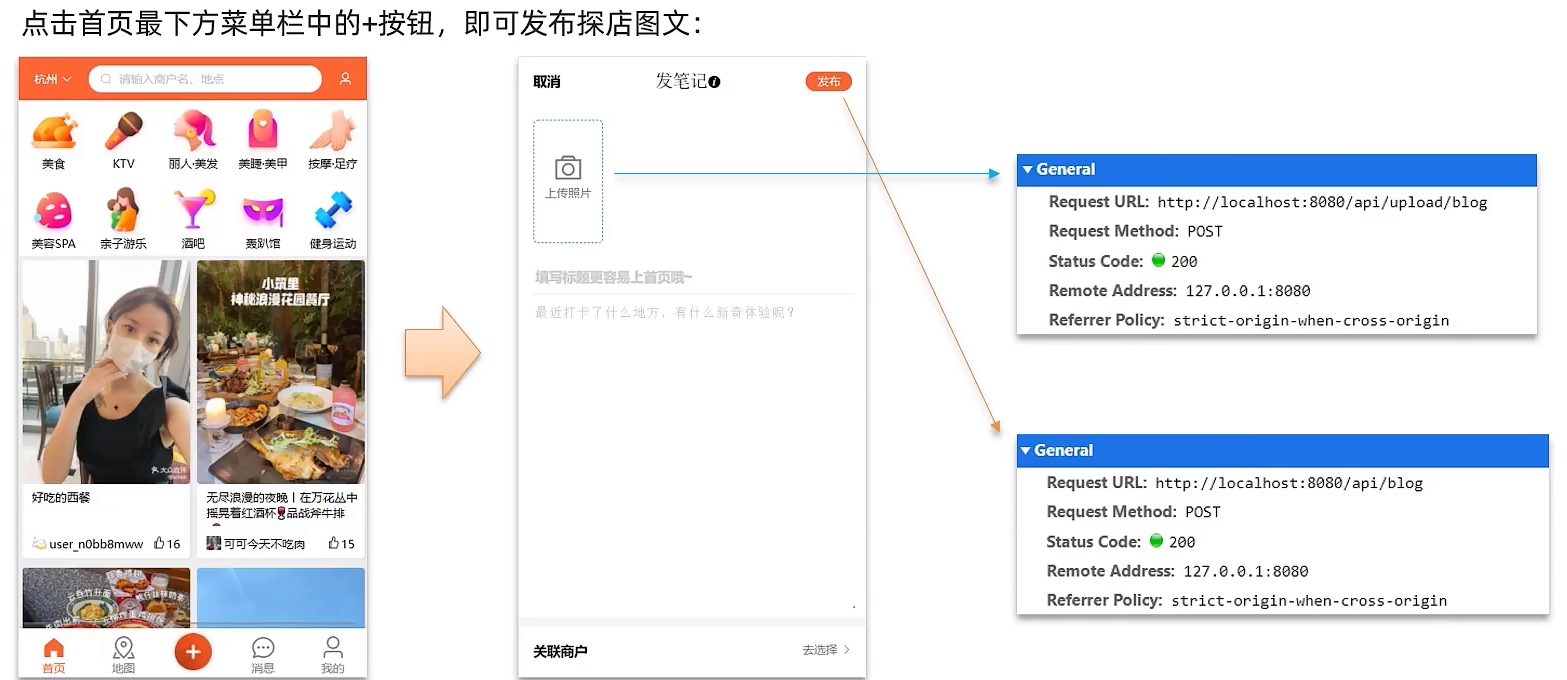 点击首页最下方菜单栏中的+按钮，即可发布探店图文：
杭州
请输入商户名、地点
美食
KTV
丽人·美发
美睫·美甲
按摩·足疗
美容SPA
亲子游乐
酒吧
轰趴馆
健身运动
大众点评
小筑里
神秘浪漫花园餐厅
好吃的西餐
user_n0bb8mww
16
无尽浪漫的夜晚丨在万花丛中
摇晃着红酒杯🍷品战斧牛排
可可今天不吃肉
15
首页
地图
消息
我的
取消
发笔记
发布
上传照片
填写标题更容易上首页哦~
最近打卡了什么地方，有什么新奇体验呢？
关联商户
去选择
General
Request URL: http://localhost:8080/api/upload/blog
Request Method: POST
Status Code: 200
Remote Address: 127.0.0.1:8080
Referrer Policy: strict-origin-when-cross-origin
General
Request URL: http://localhost:8080/api/blog
Request Method: POST
Status Code: 200
Remote Address: 127.0.0.1:8080
Referrer Policy: strict-origin-when-cross-origin